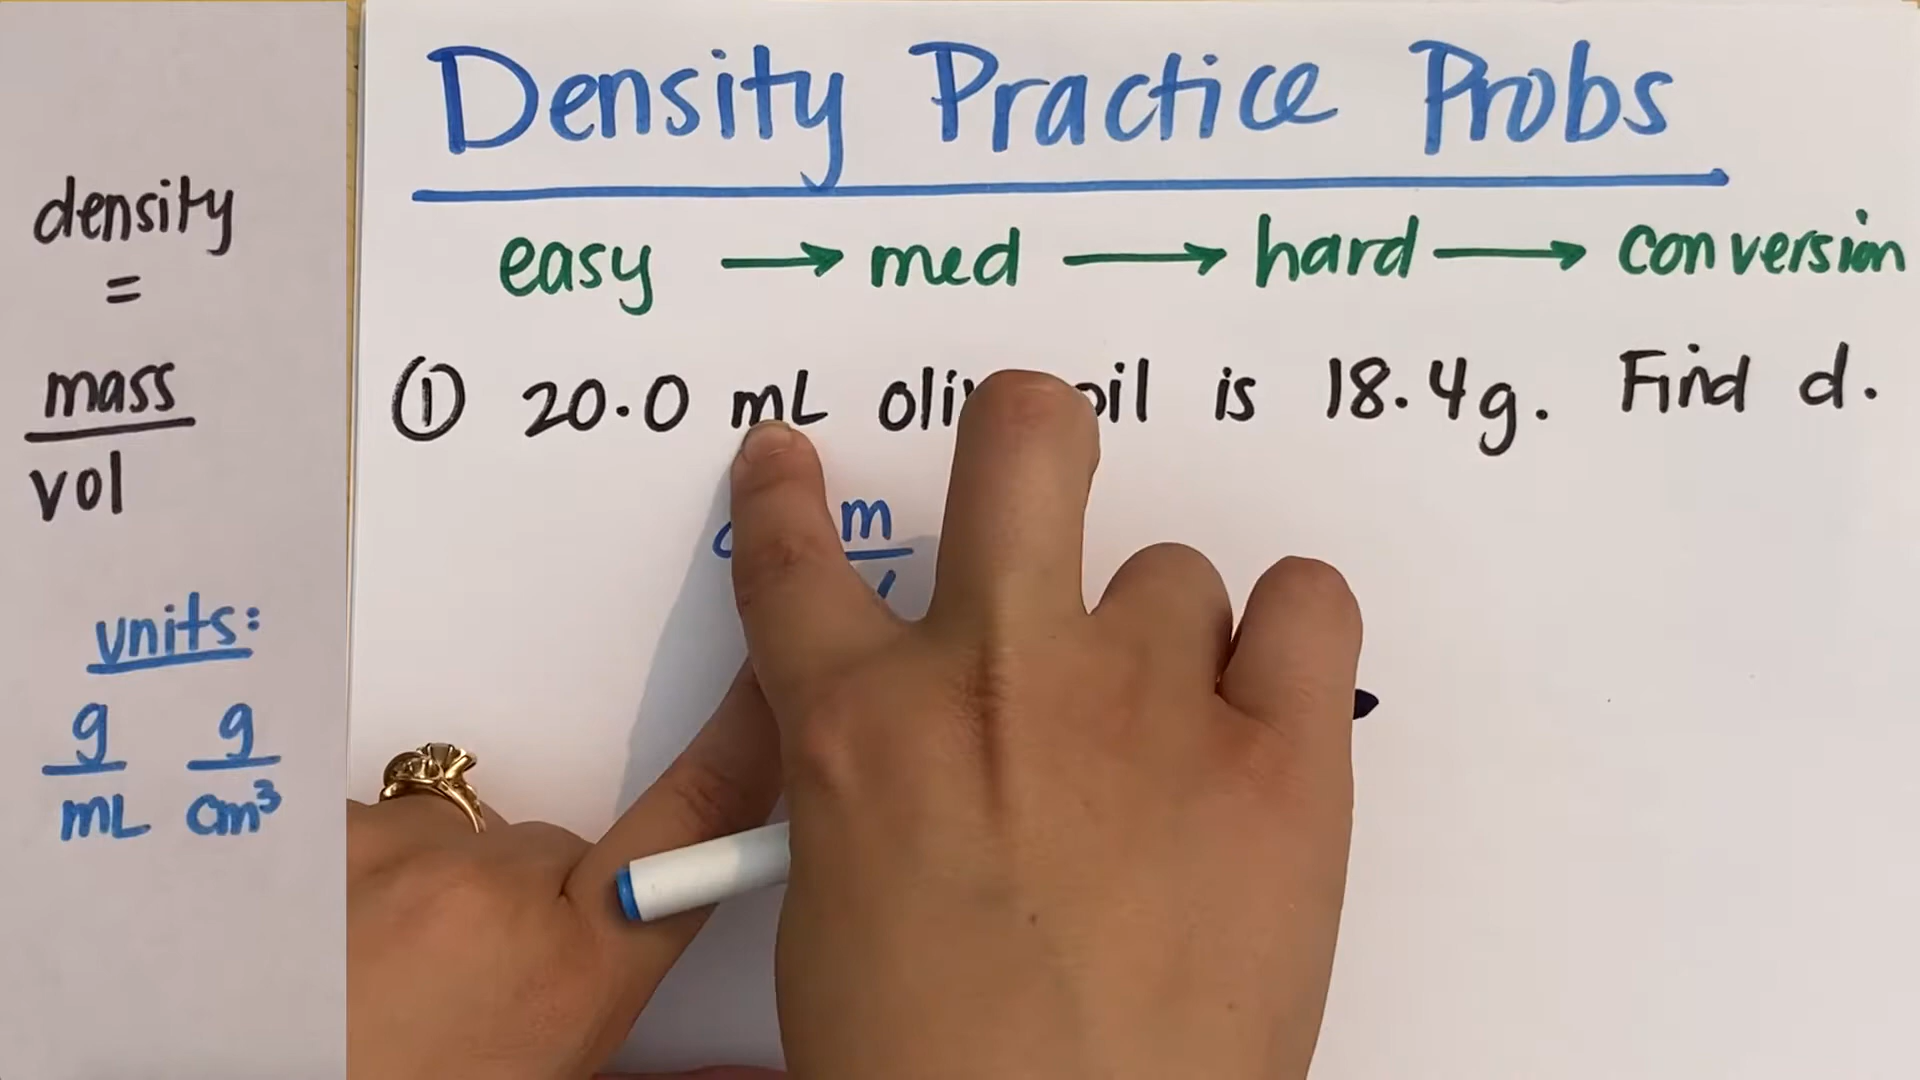 Density Practice Probs
easy → med → hard → conversion
① 20.0 mL oil is 18.4g. Find d.
m
density
=
mass
vol
units:
g g
mL cm³